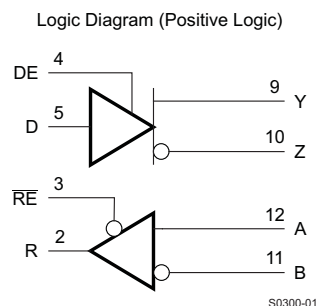 Logic Diagram (Positive Logic)
DE 4
D 5
9 Y
10 Z
RE 3
R 2
12 A
11 B
S0300-01